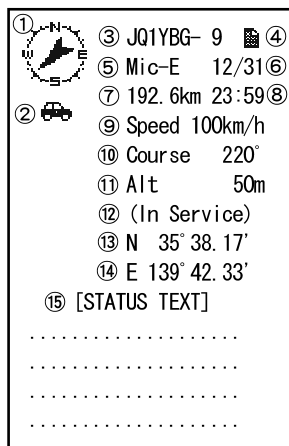 ① N
W E
S
③ JQ1YBG- 9 ④
② ⑤ Mic-E 12/31⑥
⑦ 192.6km 23:59⑧
⑨ Speed 100km/h
⑩ Course 220°
⑪ Alt 50m
⑫ (In Service)
⑬ N 35°38.17’
⑭ E 139°42.33’
⑮ [STATUS TEXT]
....................
....................
....................
....................